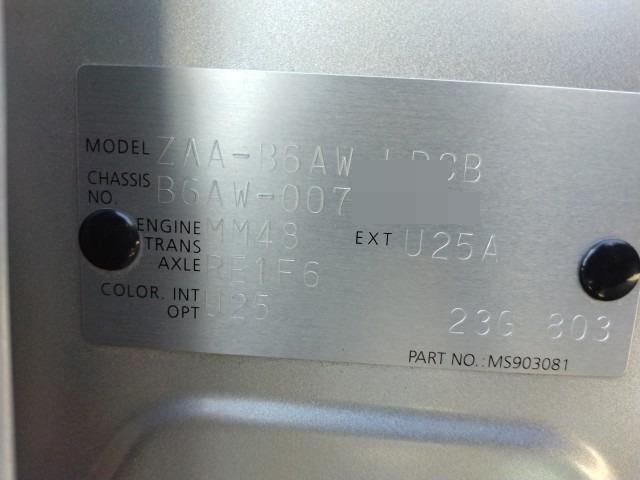 MODEL ZAA-B6AW
CHASSIS NO. B6AW-007
ENGINE MM48
TRANS AXLE RE1F6
EXT U25A
COLOR. INT OPT U25
23G 803
PART NO.:MS903081